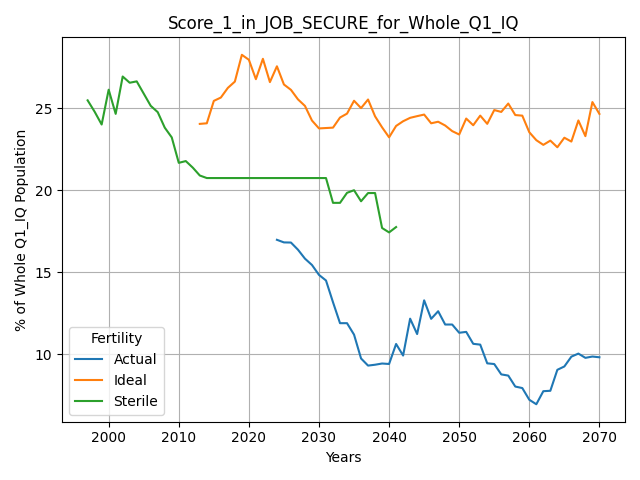 Score_1_in_JOB_SECURE_for_Whole_Q1_IQ
% of Whole Q1_IQ Population
25
20
15
10
Fertility
Actual
Ideal
Sterile
2000 2010 2020 2030 2040 2050 2060 2070
Years